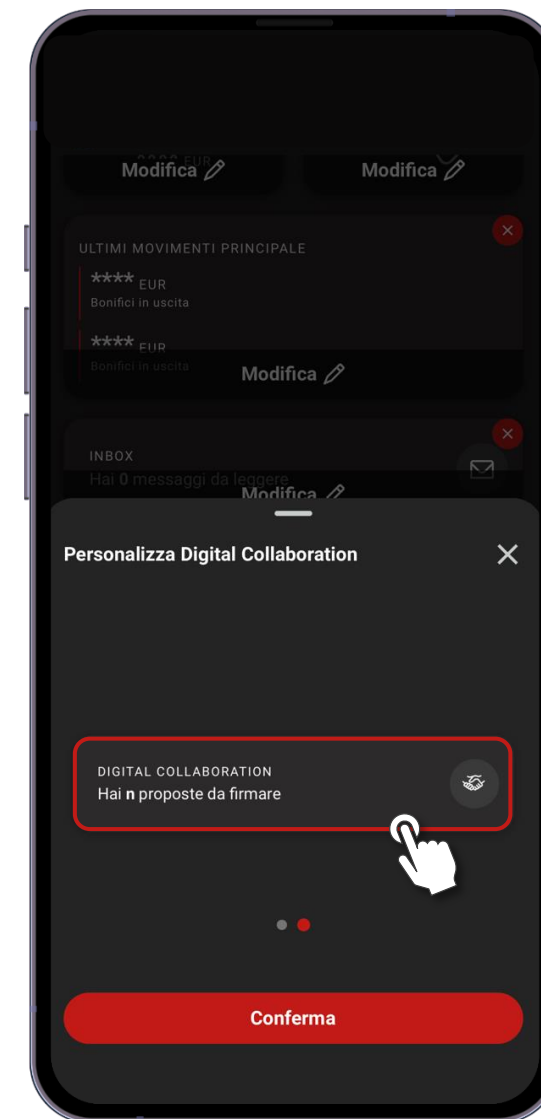 EUR
Modifica
Modifica
ULTIMI MOVIMENTI PRINCIPALE
**** EUR
Bonifici in uscita
**** EUR
Bonifici in uscita
Modifica
INBOX
Hai 0 messaggi da leggere
Modifica
Personalizza Digital Collaboration
DIGITAL COLLABORATION
Hai n proposte da firmare
Conferma